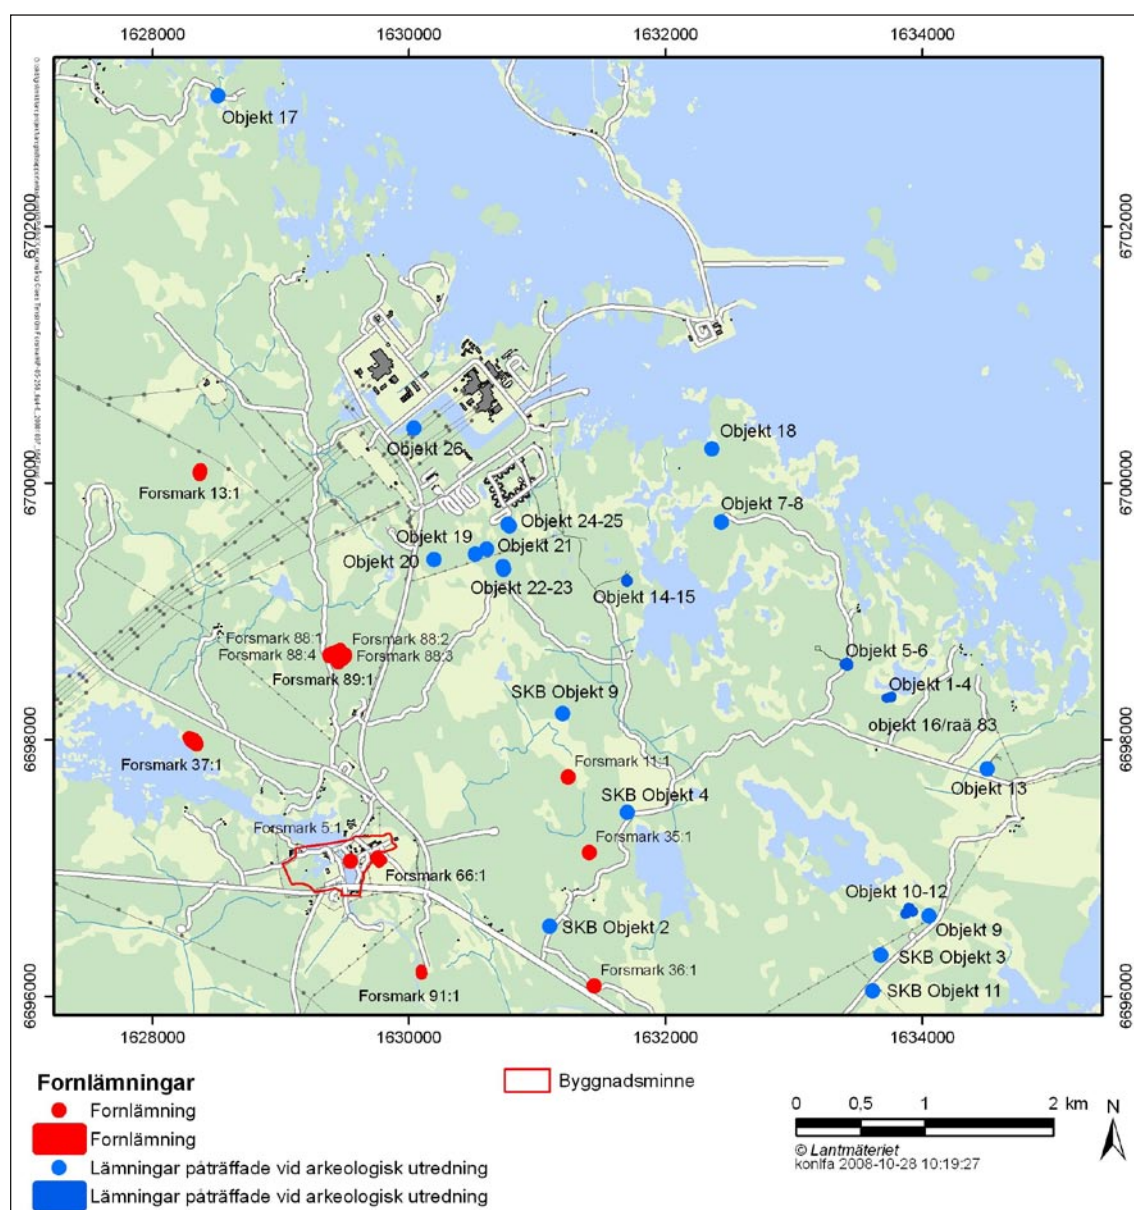 1628000 1630000 1632000 1634000
Objekt 17
6702000 6702000
Objekt 18
Objekt 26
6700000 6700000
Forsmark 13:1
Objekt 7-8
Objekt 24-25
Objekt 19
Objekt 21
Objekt 20
Objekt 22-23
Objekt 14-15
Forsmark 88:1 Forsmark 88:2
Forsmark 88:4 Forsmark 88:3
Forsmark 89:1
Objekt 5-6
Objekt 1-4
SKB Objekt 9
objekt 16/raä 83
6698000 6698000
Forsmark 37:1
Forsmark 11:1
Objekt 13
SKB Objekt 4
Forsmark 5:1
Forsmark 35:1
Forsmark 66:1
Objekt 10-12
Objekt 9
SKB Objekt 2
SKB Objekt 3
Forsmark 36:1
SKB Objekt 11
Forsmark 91:1
6696000 6696000
1628000 1630000 1632000 1634000
Fornlämningar
Fornlämning
Fornlämning
Lämningar påträffade vid arkeologisk utredning
Lämningar påträffade vid arkeologisk utredning
Byggnadsminne
0 0,5 1 2 km
N
© Lantmäteriet
konlfa 2008-10-28 10:19:27